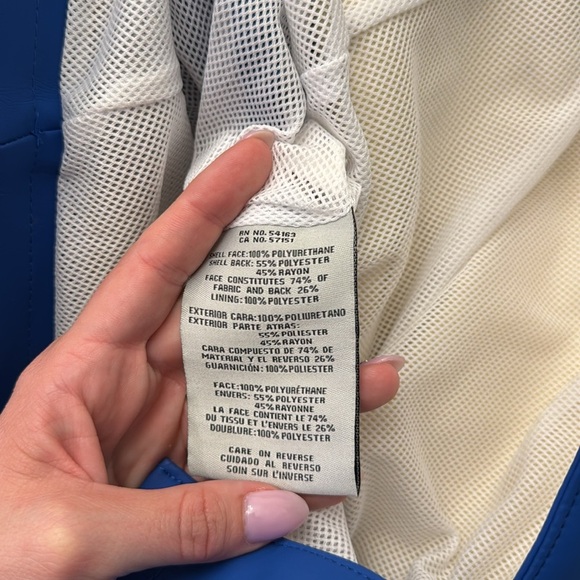 RN NO. 54163
CA NO. 57151
SHELL FACE:100% POLYURETHANE
SHELL BACK: 55% POLYESTER
45% RAYON
FACE CONSTITUTES 74% OF
FABRIC AND BACK 26%
LINING:100% POLYESTER
EXTERIOR CARA:100% POLIURETANO
EXTERIOR PARTE ATRAS:
55% POLIESTER
45% RAYON
CARA COMPUESTO DE 74% DE
MATERIAL Y EL REVERSO 26%
GUARNICIÓN: 100% POLYESTER
FACE:100% POLYURÉTHANE
ENVERS: 55% POLYESTER
45% RAYONNE
LA FACE CONTIENT LE 74%
DU TISSU ET L'ENVERS LE 26%
DOUBLURE:100% POLYESTER
CARE ON REVERSE
CUIDADO AL REVERSO
SOIN SUR L'INVERSE